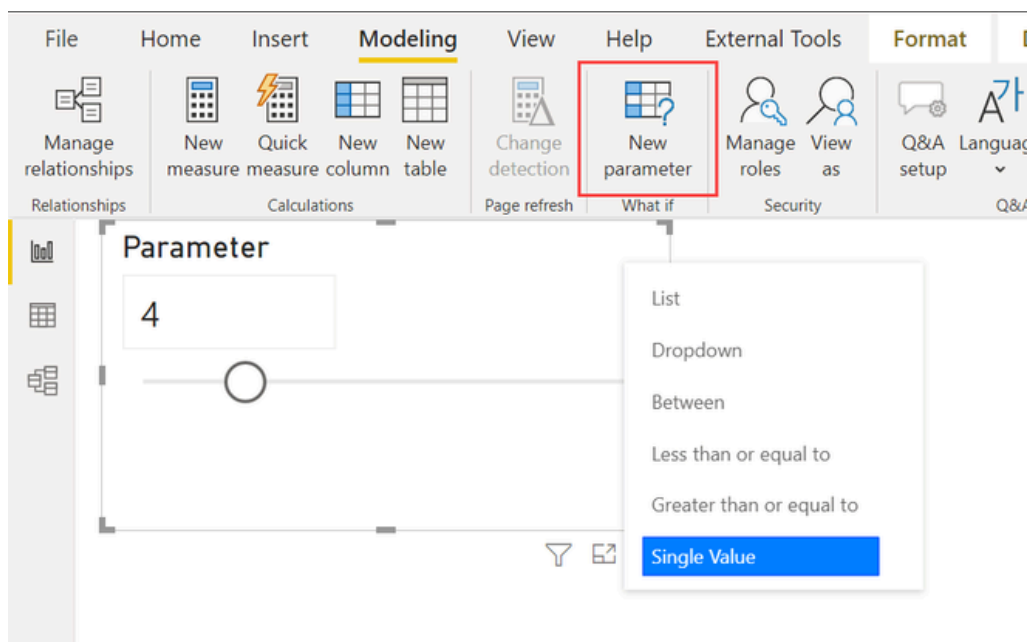 File Home Insert Modeling View Help External Tools Format
Manage New Quick New New Change New Manage View Q&A
relationships measure measure column table detection parameter roles as setup
Relationships Calculations Page refresh What if Security
Parameter
4
List
Dropdown
Between
Less than or equal to
Greater than or equal to
Single Value